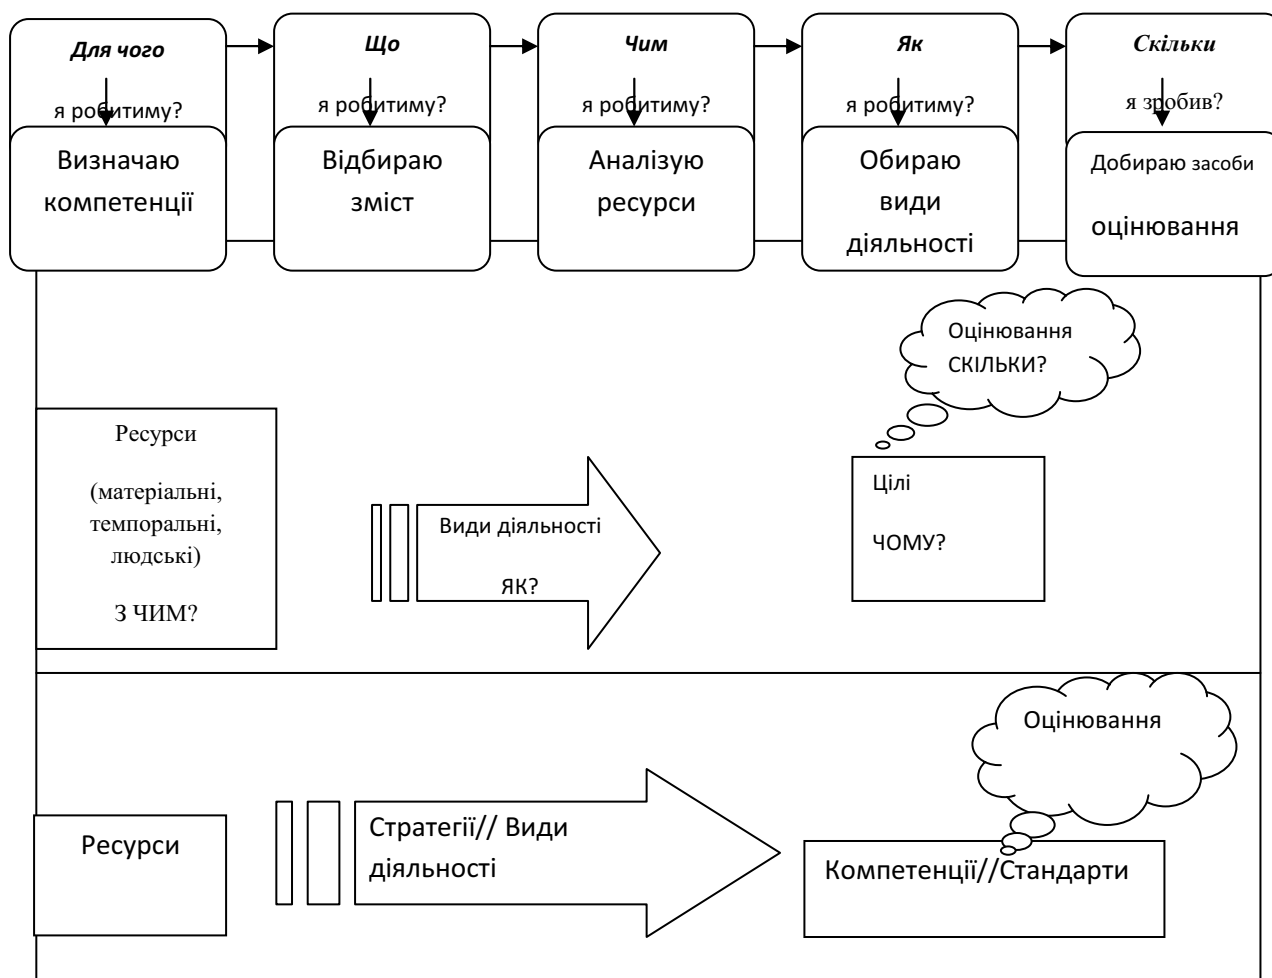 Для чого
я робитиму?
Визначаю
компетенції
Що
я робитиму?
Відбираю
зміст
Чим
я робитиму?
Аналізую
ресурси
Як
я робитиму?
Обираю
види
діяльності
Скільки
я зробив?
Добираю засоби
оцінювання
Оцінювання
СКІЛЬКИ?
Ресурси
(матеріальні,
темпоральні,
людські)
З ЧИМ?
Види діяльності
ЯК?
Цілі
ЧОМУ?
Оцінювання
Ресурси
Стратегії// Види
діяльності
Компетенції//Стандарти